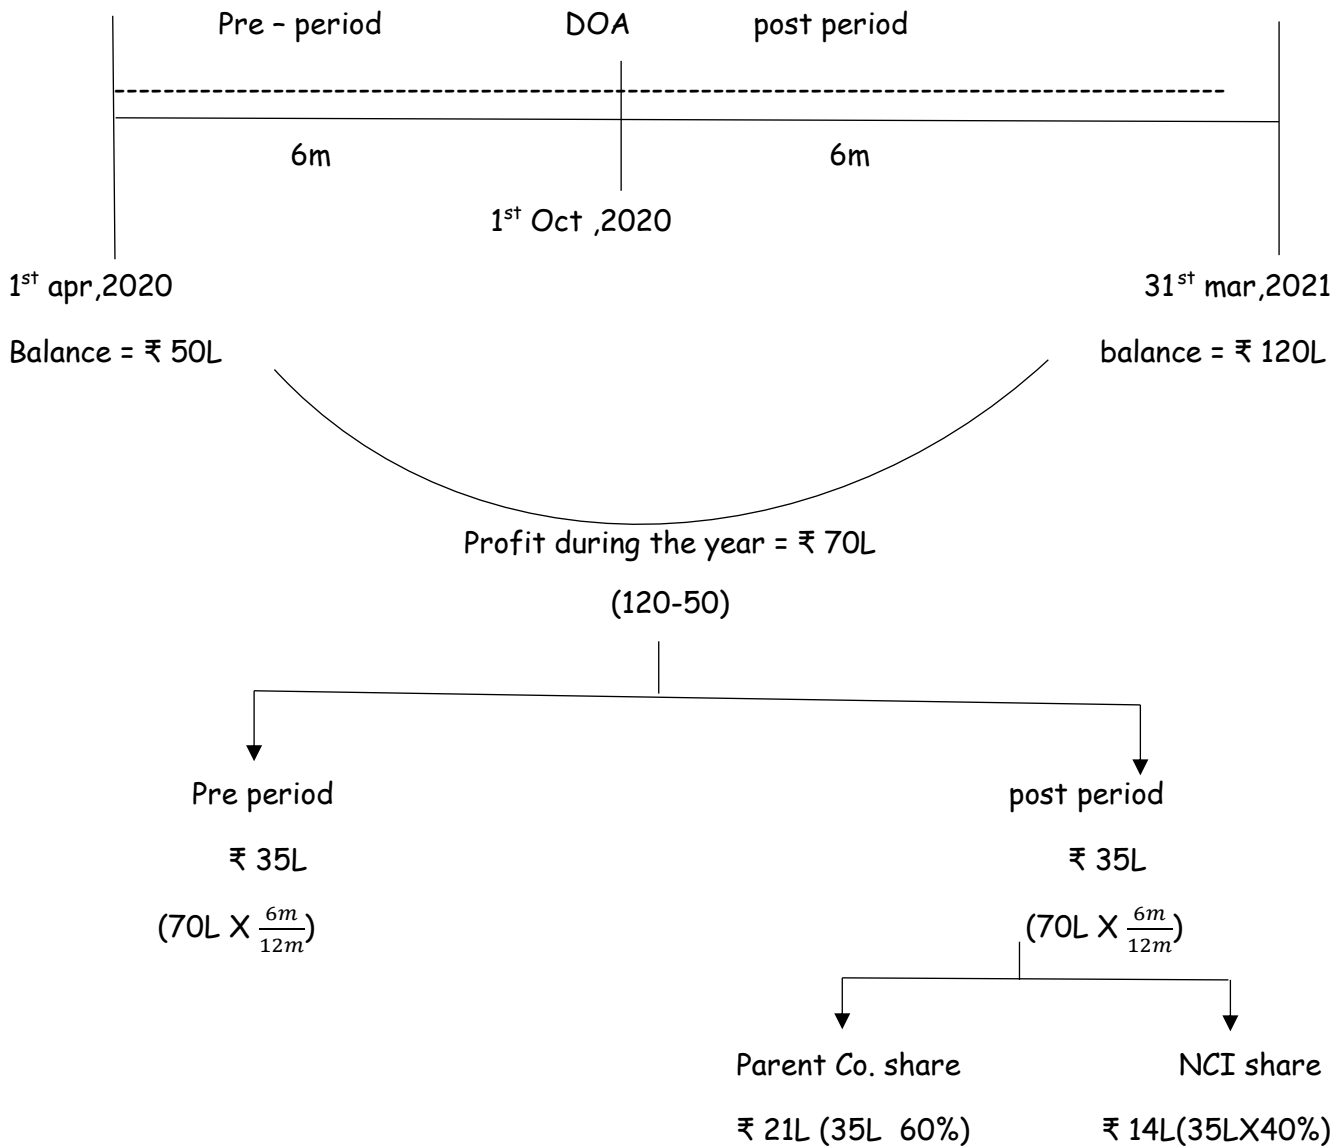 Pre – period DOA post period
6m 6m
1st Oct ,2020
1st apr,2020 31st mar,2021
Balance = ₹ 50L balance = ₹ 120L
Profit during the year = ₹ 70L
(120-50)
Pre period post period
₹ 35L ₹ 35L
(70L X 6m/12m) (70L X 6m/12m)
Parent Co. share NCI share
₹ 21L (35L 60%) ₹ 14L(35LX40%)